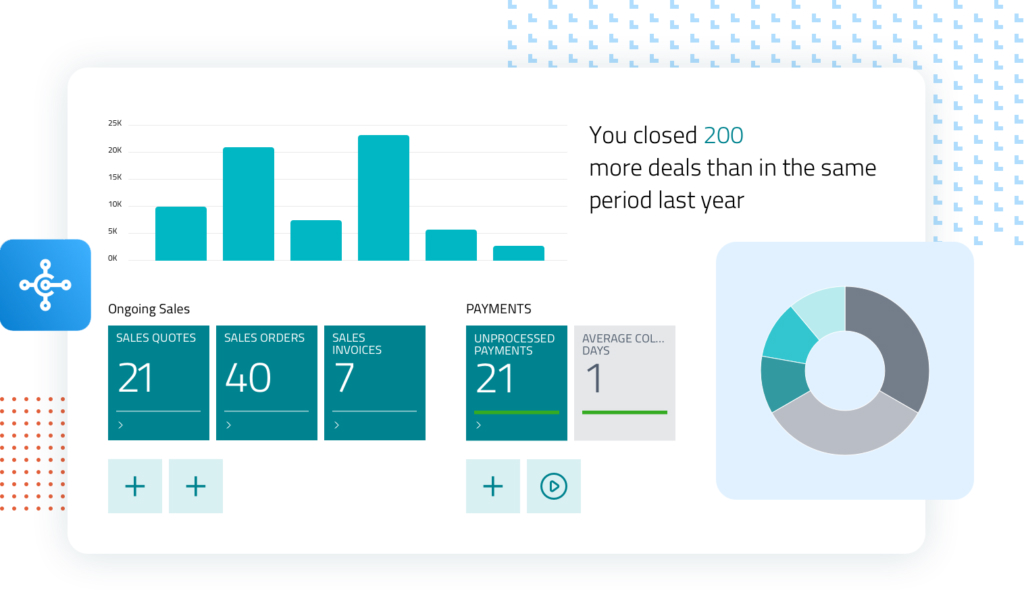 25K
20K
15K
10K
5K
0K
You closed 200
more deals than in the same
period last year
Ongoing Sales
SALES QUOTES
21
SALES ORDERS
40
SALES
INVOICES
7
PAYMENTS
UNPROCESSED
PAYMENTS
21
AVERAGE COL...
DAYS
1